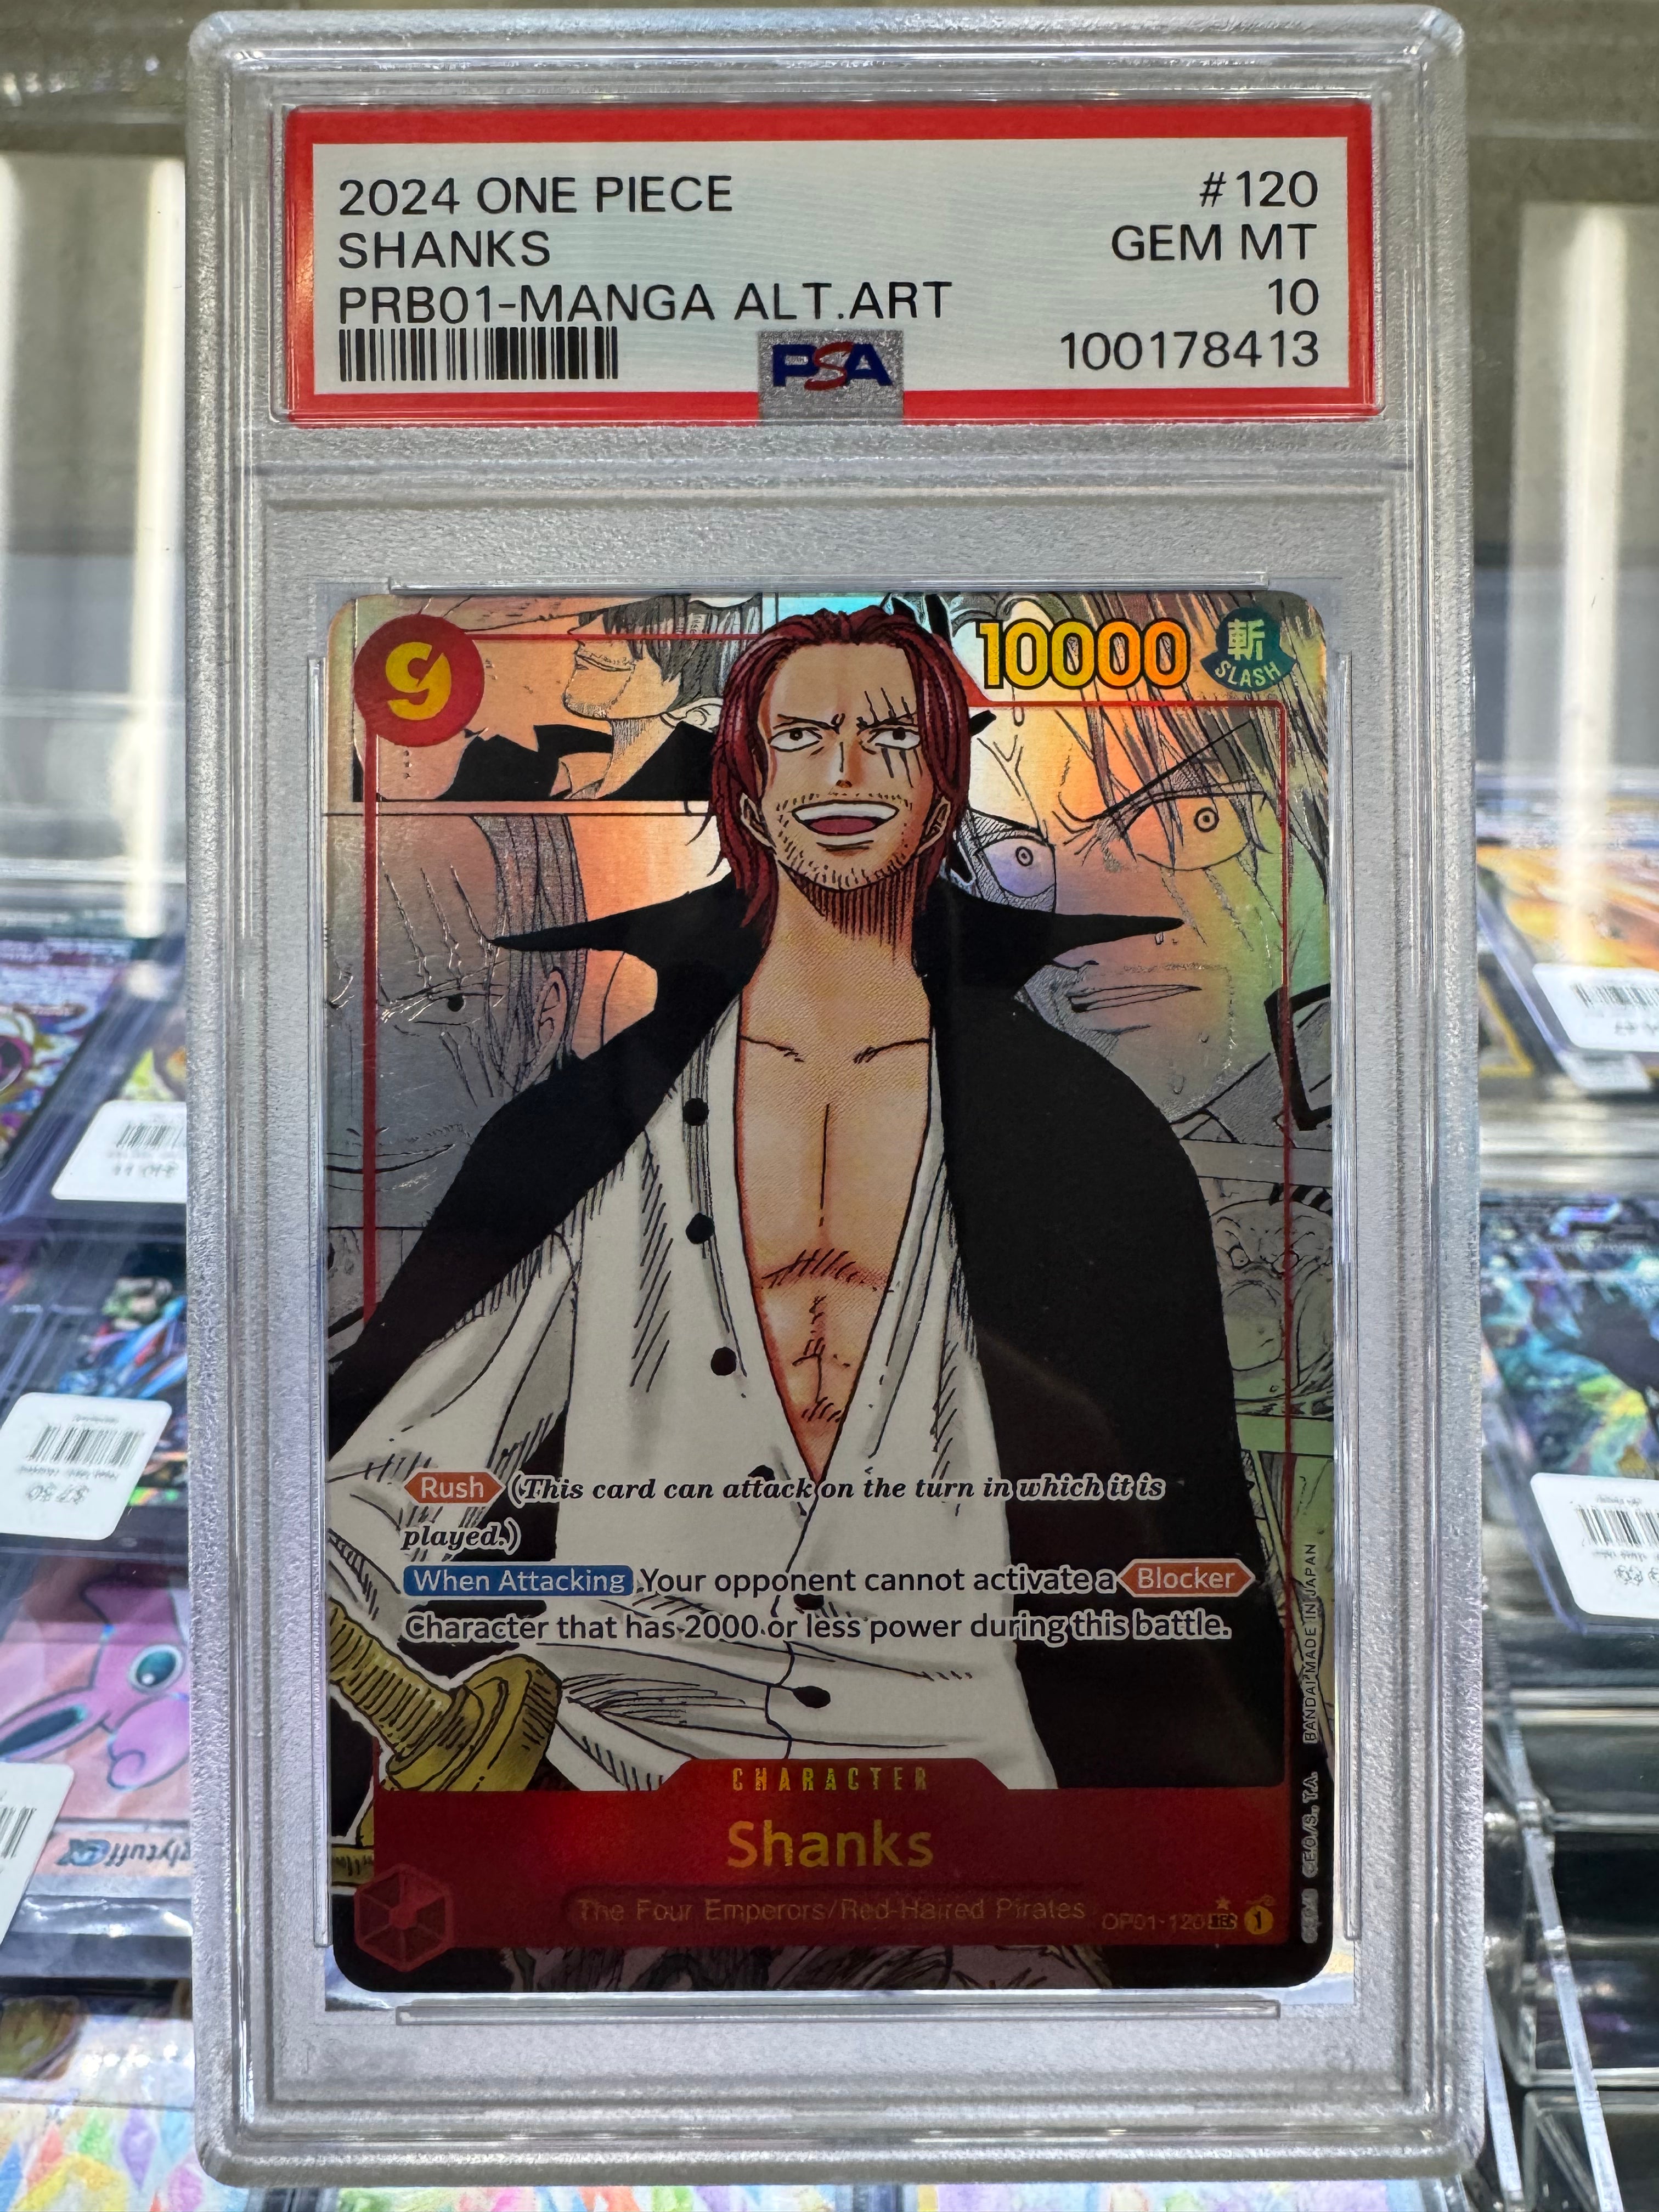 2024 ONE PIECE #120
SHANKS GEM MT
PRB01-MANGA ALT.ART 10
PSA 100178413
9 10000 斬
SLASH
Rush (This card can attack on the turn in which it is
played.)
When Attacking Your opponent cannot activate a Blocker
Character that has 2000 or less power during this battle.
CHARACTER
Shanks
The Four Emperors/Red-Haired Pirates OP01-120 SEC 1
©E.O./S., T.A. BANDAI MADE IN JAPAN